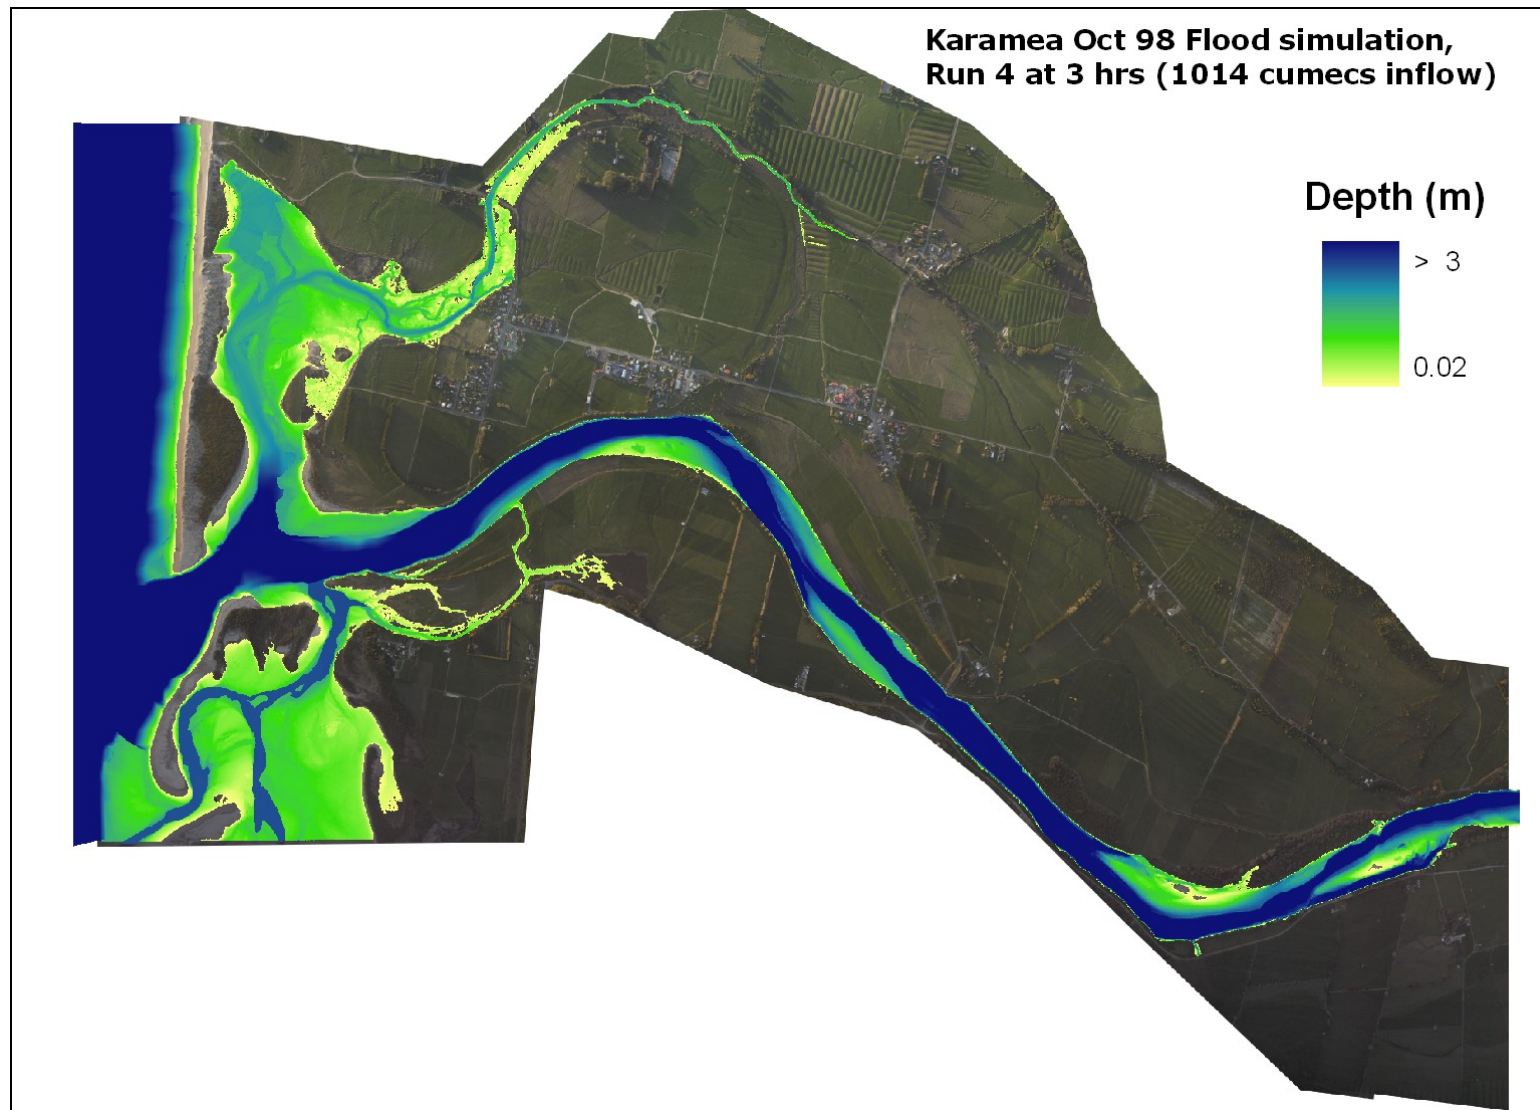 Karamea Oct 98 Flood simulation,
Run 4 at 3 hrs (1014 cumecs inflow)
Depth (m)
> 3
0.02